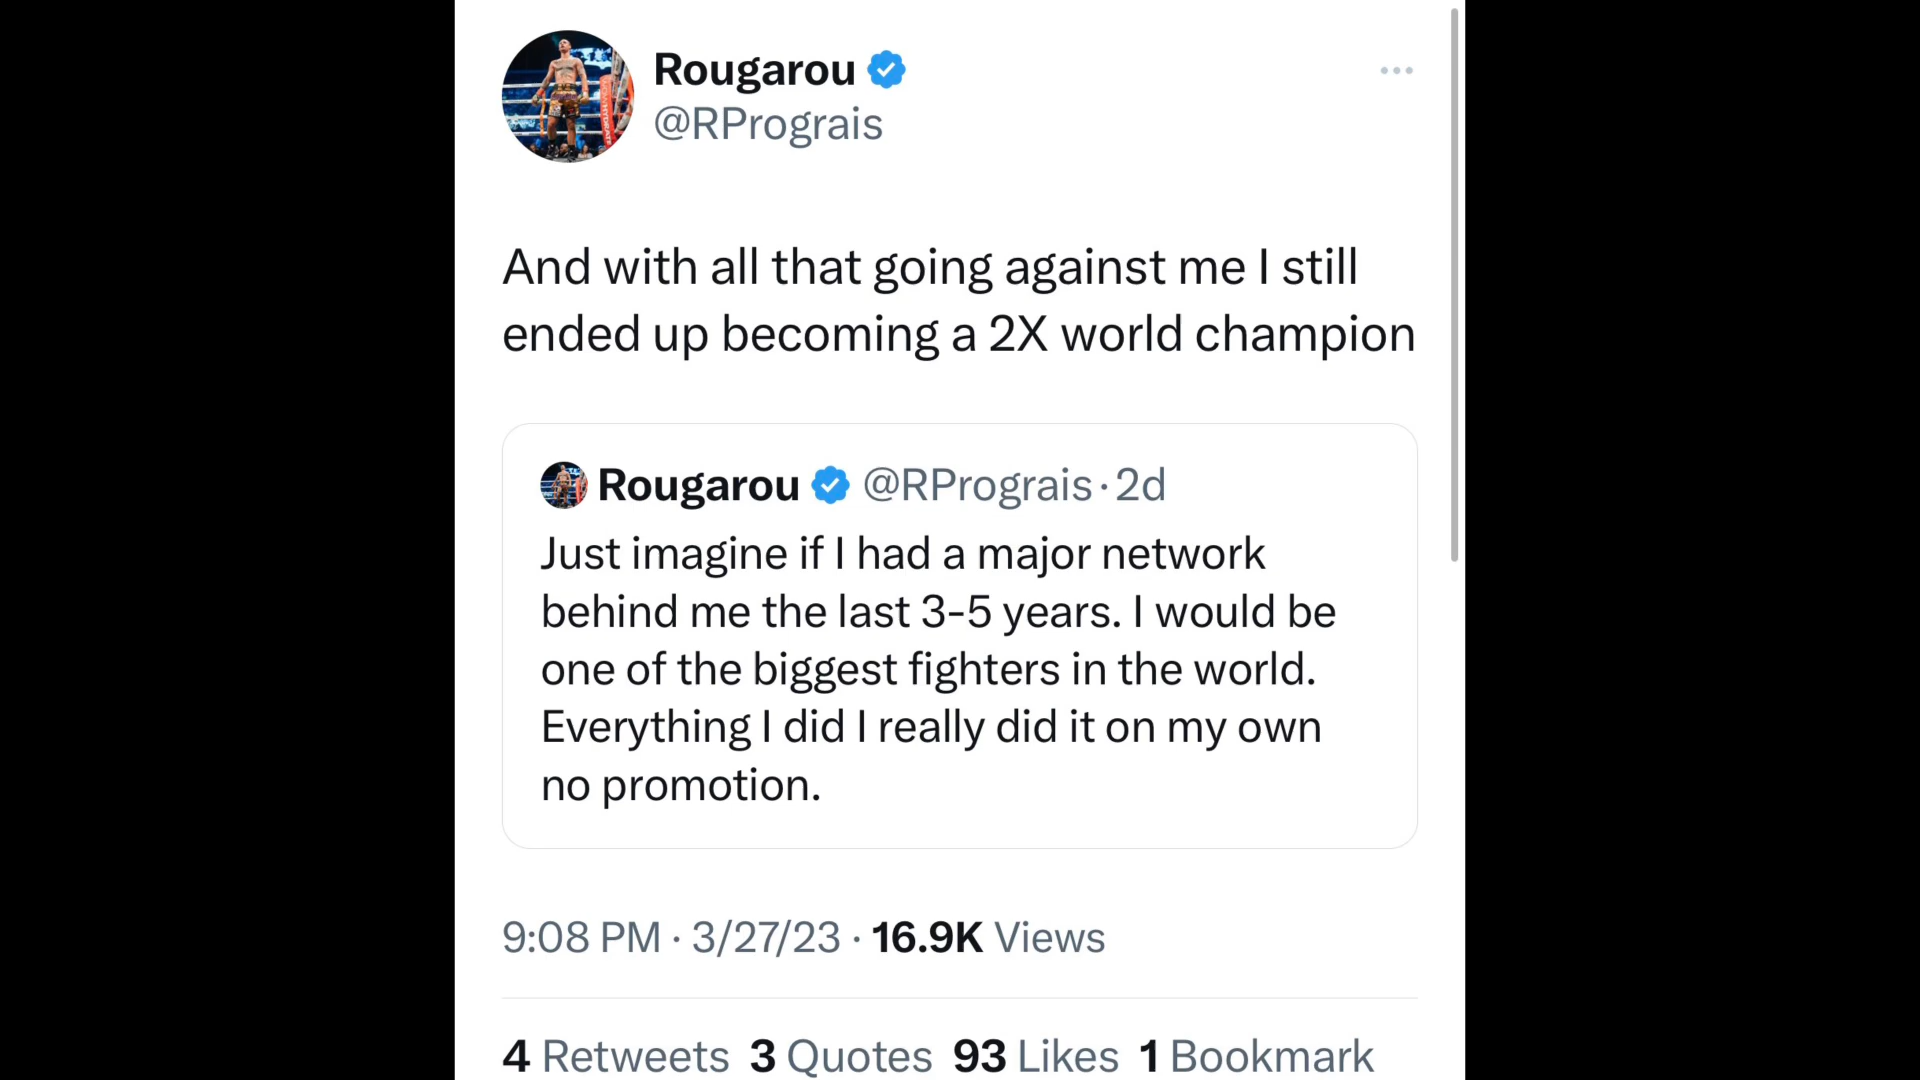 Rougarou
@RPrograis
And with all that going against me I still
ended up becoming a 2X world champion
Rougarou @RPrograis · 2d
Just imagine if I had a major network
behind me the last 3-5 years. I would be
one of the biggest fighters in the world.
Everything I did I really did it on my own
no promotion.
9:08 PM · 3/27/23 · 16.9K Views
4 Retweets 3 Quotes 93 Likes 1 Bookmark